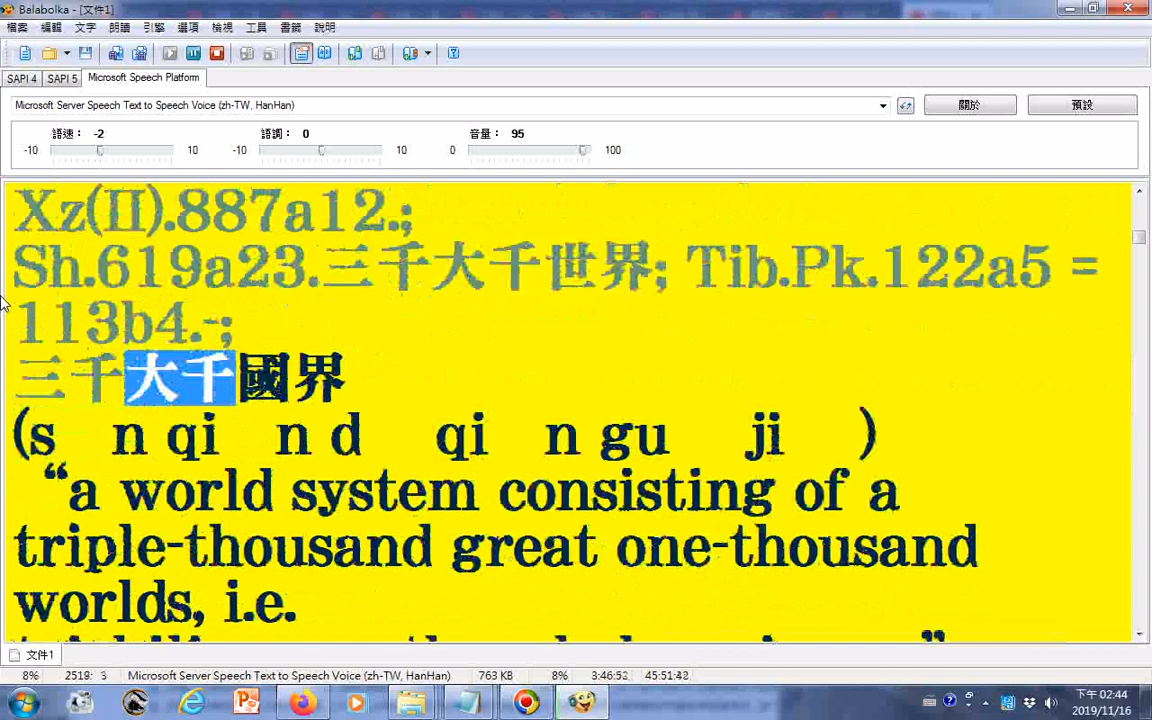 Balabolka - [文件1]
檔案 編輯 文字 朗讀 引擎 選項 檢視 工具 書籤 說明
SAPI 4 SAPI 5 Microsoft Speech Platform
Microsoft Server Speech Text to Speech Voice (zh-TW, HanHan) 關於 預設
語速： -2 語調： 0 音量： 95
-10 10 -10 10 0 100
Xz(II).887a12.;
Sh.619a23.三千大千世界; Tib.Pk.122a5 =
113b4.-;
三千大千國界
(s n qi n d qi n gu ji )
“a world system consisting of a
triple-thousand great one-thousand
worlds, i.e.
文件1
8% 2519: 3 Microsoft Server Speech Text to Speech Voice (zh-TW, HanHan) 763 KB 8% 3:46:52 45:51:42
下午 02:44
2019/11/16